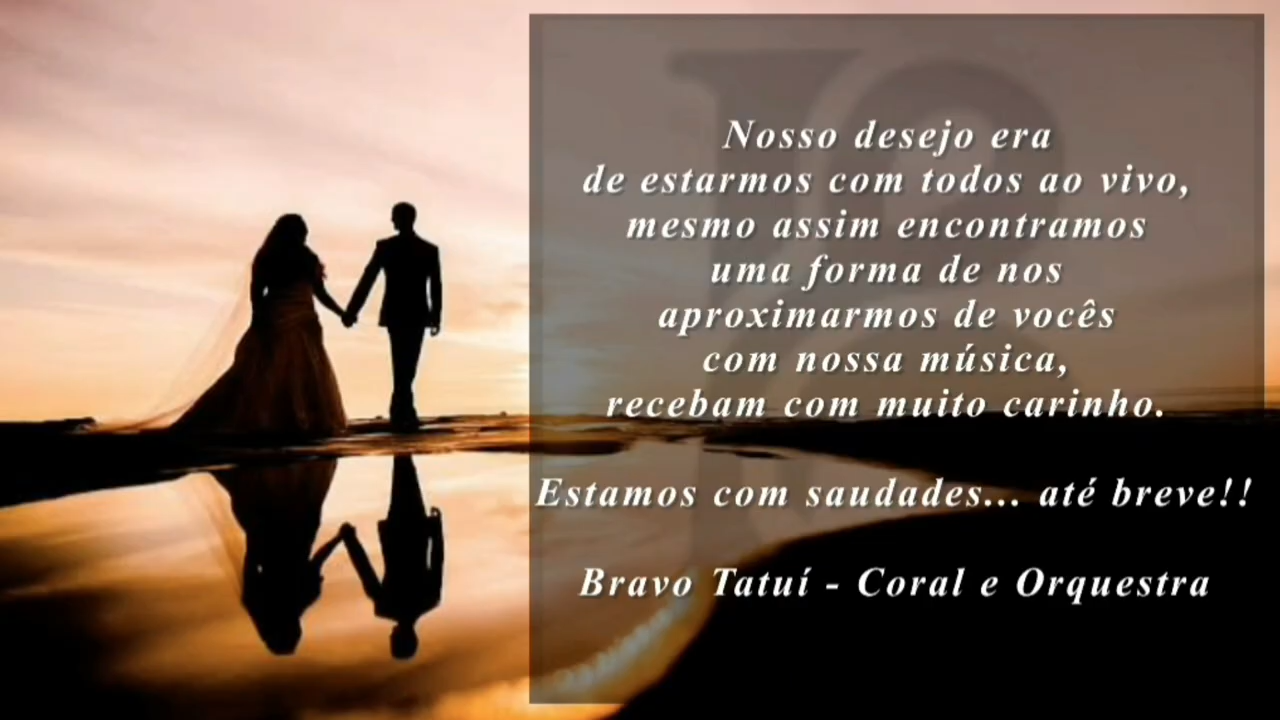 Nosso desejo era
de estarmos com todos ao vivo,
mesmo assim encontramos
uma forma de nos
aproximarmos de vocês
com nossa música,
recebam com muito carinho.
Estamos com saudades... até breve!!
Bravo Tatuí - Coral e Orquestra